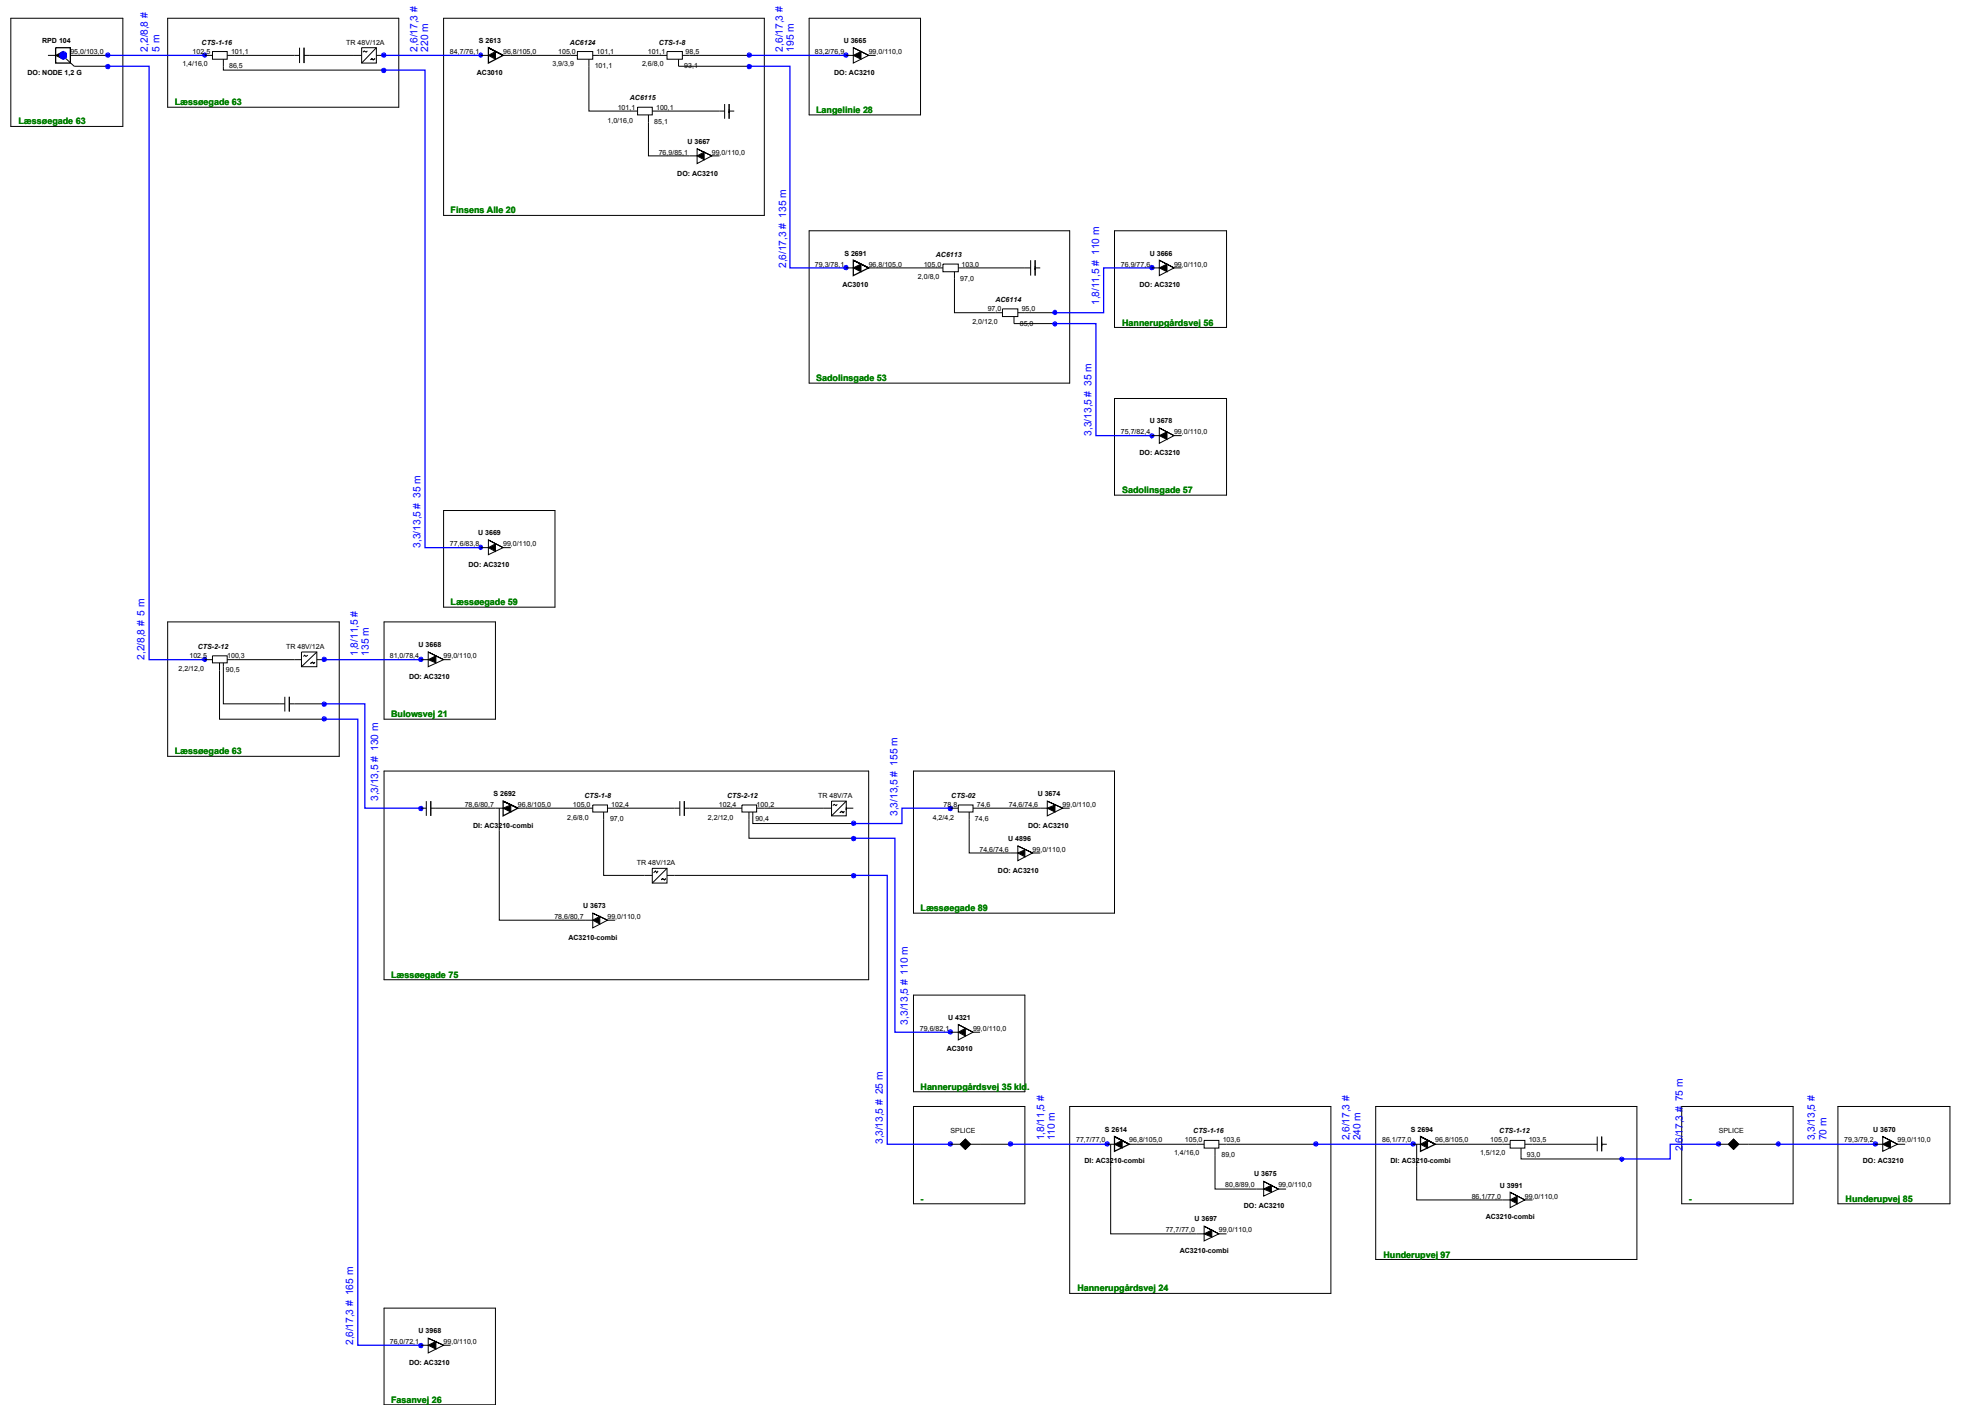 RPD 104
95,0/103,0
DO: NODE 1,2 G
Læssøegade 63
2,2/8,8 #
5 m
CTS-1-16
102,5
101,1
1,4/16,0
86,5
TR 48V/12A
Læssøegade 63
2,6/17,3 #
220 m
S 2613
84,7/76,1
96,8/105,0
AC3010
AC6124
105,0
101,1
3,9/3,9
101,1
CTS-1-8
101,1
98,5
2,6/8,0
93,1
AC6115
101,1
100,1
1,0/16,0
85,1
U 3667
76,9/85,1
99,0/110,0
DO: AC3210
Finsens Alle 20
2,6/17,3 #
195 m
U 3665
83,2/76,9
99,0/110,0
DO: AC3210
Langelinie 28
2,6/17,3 # 135 m
S 2691
79,3/78,1
96,8/105,0
AC3010
AC6113
105,0
103,0
2,0/8,0
97,0
AC6114
97,0
95,0
2,0/12,0
85,0
Sadolinsgade 53
1,8/11,5 # 110 m
U 3666
76,9/77,6
99,0/110,0
DO: AC3210
Hannerupgårdsvej 56
3,3/13,5 # 35 m
U 3678
75,7/82,4
99,0/110,0
DO: AC3210
Sadolinsgade 57
3,3/13,5 # 35 m
U 3669
77,6/83,8
99,0/110,0
DO: AC3210
Læssøegade 59
2,2/8,8 # 5 m
CTS-2-12
102,5
100,3
2,2/12,0
90,5
TR 48V/12A
Læssøegade 63
1,8/11,5 #
135 m
U 3668
81,0/78,4
99,0/110,0
DO: AC3210
Bulowsvej 21
3,3/13,5 # 130 m
S 2692
78,6/80,7
96,8/105,0
DI: AC3210-combi
CTS-1-8
105,0
102,4
2,6/8,0
97,0
CTS-2-12
102,4
100,2
2,2/12,0
90,4
TR 48V/7A
TR 48V/12A
U 3673
78,6/80,7
99,0/110,0
AC3210-combi
Læssøegade 75
3,3/13,5 # 155 m
CTS-02
78,8
74,6
4,2/4,2
74,6
U 3674
74,6/74,6
99,0/110,0
DO: AC3210
U 4896
74,6/74,6
99,0/110,0
DO: AC3210
Læssøegade 89
3,3/13,5 # 110 m
U 4321
79,6/82,1
99,0/110,0
AC3010
Hannerupgårdsvej 35 kld.
3,3/13,5 # 25 m
SPLICE
-
1,8/11,5 #
110 m
S 2614
77,7/77,0
96,8/105,0
DI: AC3210-combi
CTS-1-16
105,0
103,6
1,4/16,0
89,0
U 3675
80,8/89,0
99,0/110,0
DO: AC3210
U 3697
77,7/77,0
99,0/110,0
AC3210-combi
Hannerupgårdsvej 24
2,6/17,3 #
240 m
S 2694
86,1/77,0
96,8/105,0
DI: AC3210-combi
CTS-1-12
105,0
103,5
1,5/12,0
93,0
U 3991
86,1/77,0
99,0/110,0
AC3210-combi
Hunderupvej 97
2,6/17,3 # 75 m
SPLICE
-
3,3/13,5 #
70 m
U 3670
79,3/79,2
99,0/110,0
DO: AC3210
Hunderupvej 85
2,6/17,3 # 165 m
U 3968
76,0/72,1
99,0/110,0
DO: AC3210
Fasanvej 26